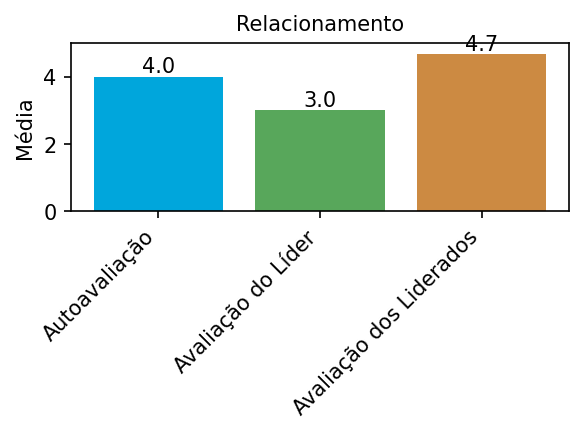 Relacionamento
4.0
3.0
4.7
Média
4
2
0
Autoavaliação
Avaliação do Líder
Avaliação dos Liderados